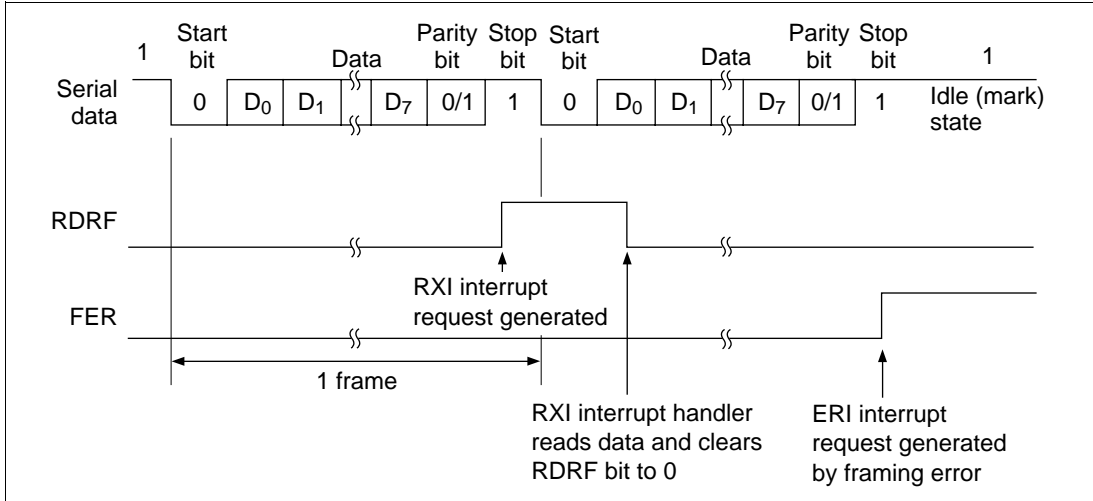 1
Start bit
Data
Parity bit
Stop bit
Start bit
Data
Parity bit
Stop bit
1
Serial data
0 D0 D1 D7 0/1 1 0 D0 D1 D7 0/1 1
Idle (mark) state
RDRF
RXI interrupt
request generated
FER
1 frame
RXI interrupt handler
reads data and clears
RDRF bit to 0
ERI interrupt
request generated
by framing error